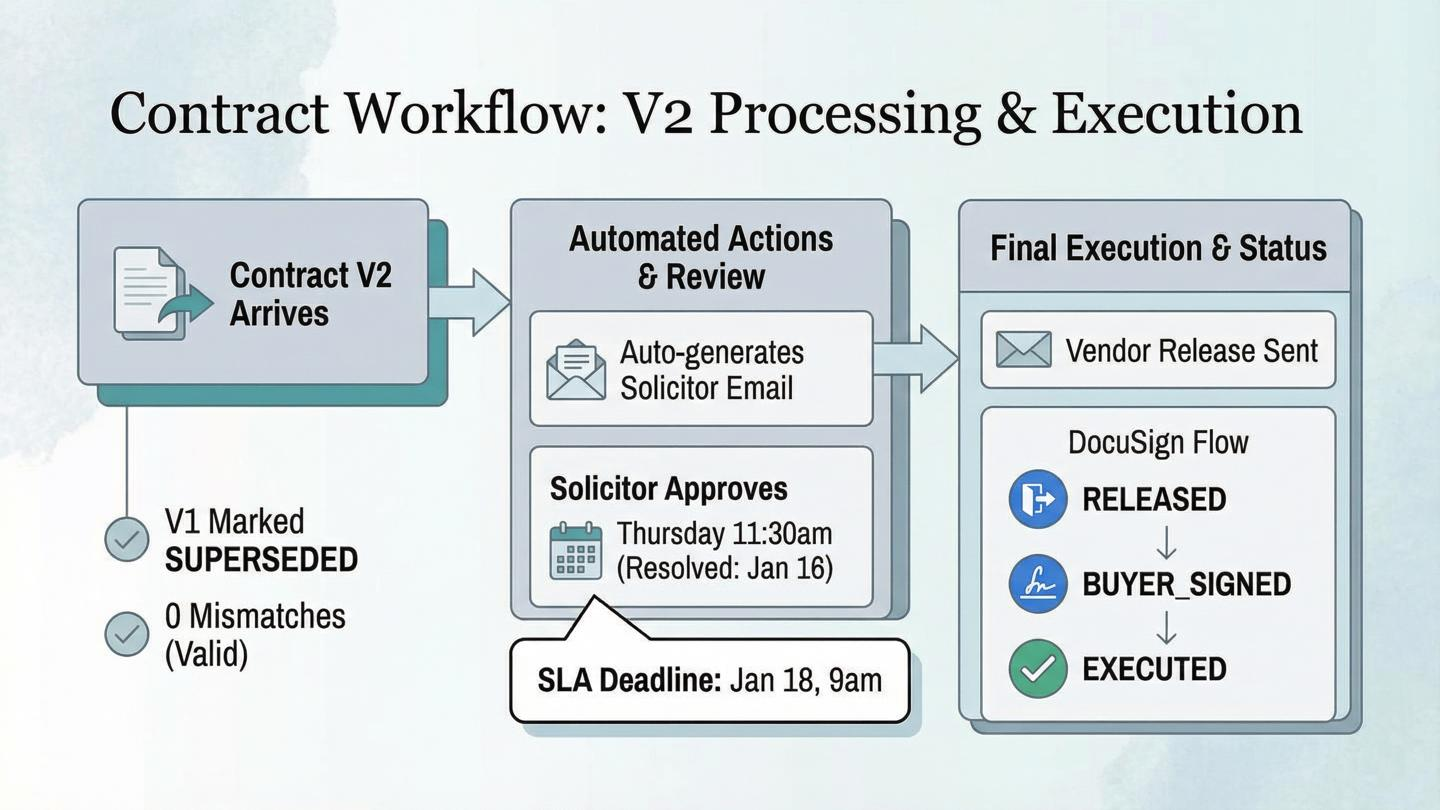 Contract Workflow: V2 Processing & Execution
Contract V2
Arrives
V1 Marked
SUPERSEDED
0 Mismatches
(Valid)
Automated Actions
& Review
Auto-generates
Solicitor Email
Solicitor Approves
Thursday 11:30am
(Resolved: Jan 16)
SLA Deadline: Jan 18, 9am
Final Execution & Status
Vendor Release Sent
DocuSign Flow
RELEASED
BUYER_SIGNED
EXECUTED